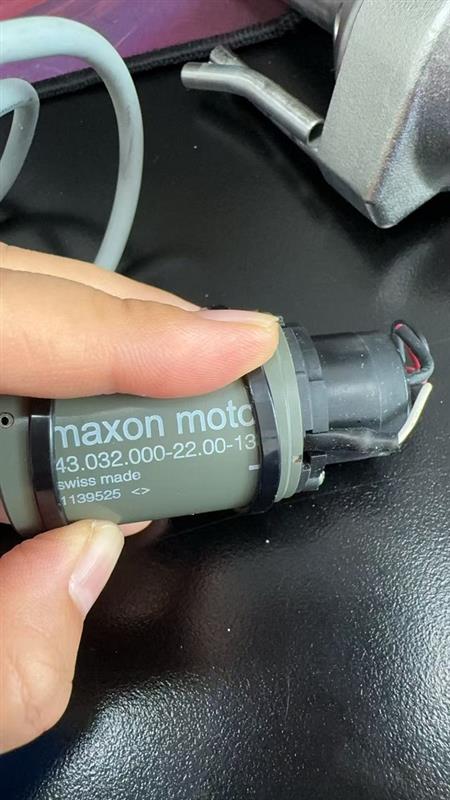 maxon moto
43.032.000-22.00-13
swiss made
1139525 <>